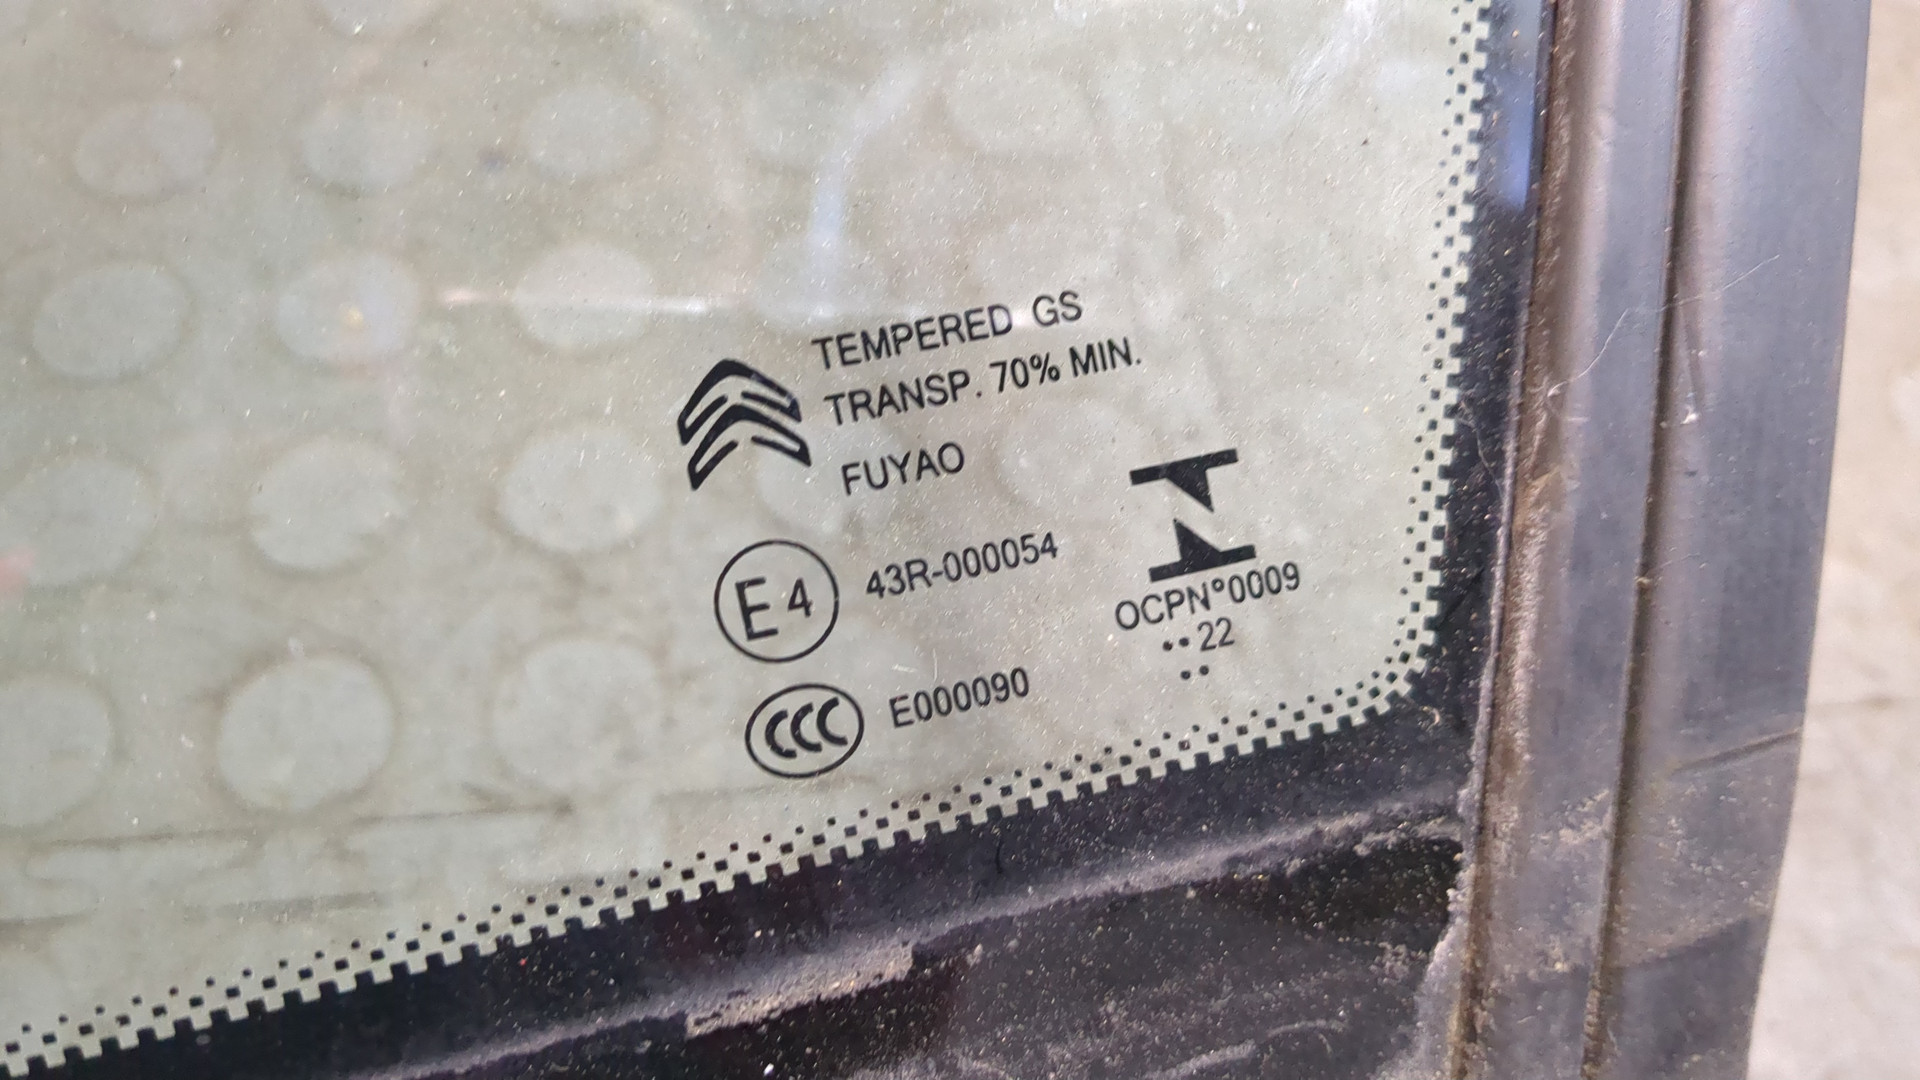 TEMPERED GS
TRANSP. 70% MIN.
FUYAO
E4 43R-000054
CCC E000090
OCPN°0009
••22
••